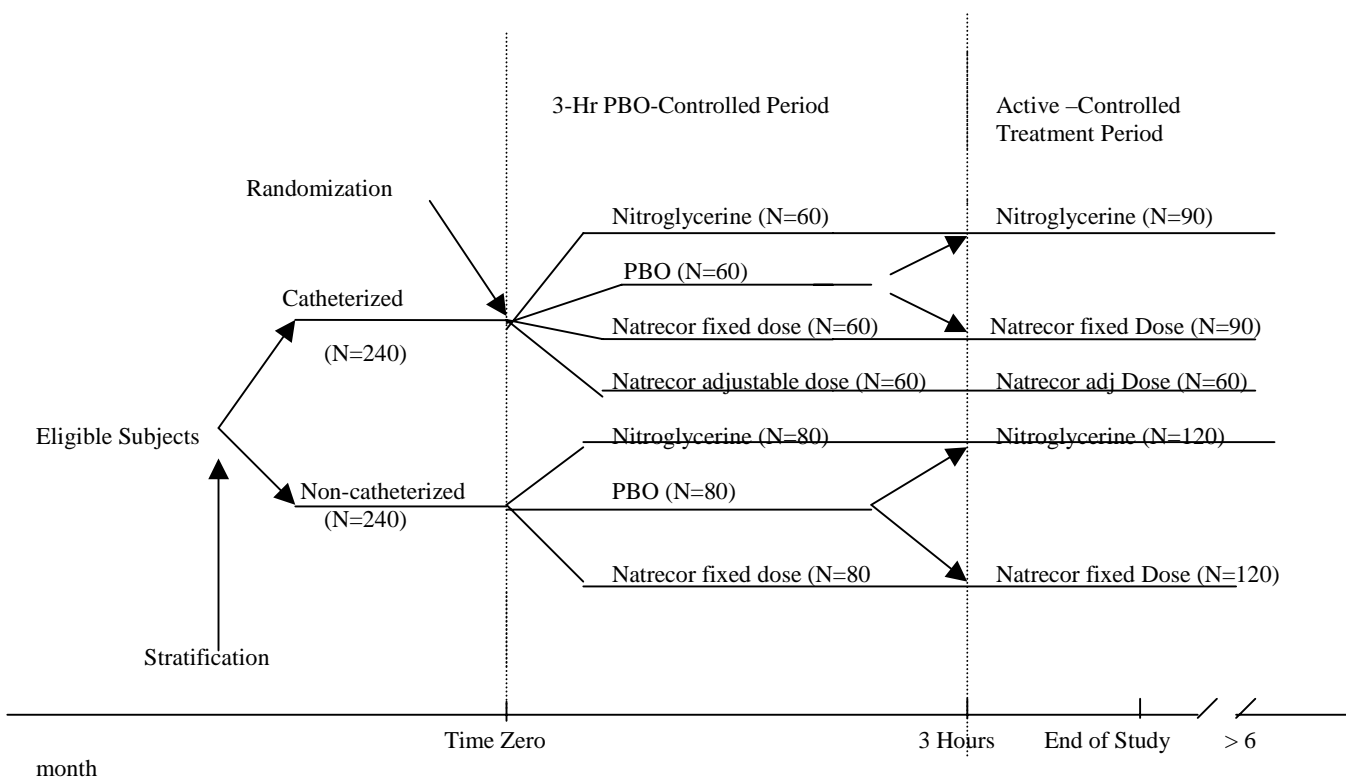 3-Hr PBO-Controlled Period
Active –Controlled
Treatment Period
Randomization
Nitroglycerine (N=60)
Nitroglycerine (N=90)
PBO (N=60)
Catheterized
(N=240)
Natrecor fixed dose (N=60)
Natrecor fixed Dose (N=90)
Natrecor adjustable dose (N=60)
Natrecor adj Dose (N=60)
Eligible Subjects
Nitroglycerine (N=80)
Nitroglycerine (N=120)
Non-catheterized
(N=240)
PBO (N=80)
Natrecor fixed dose (N=80
Natrecor fixed Dose (N=120)
Stratification
Time Zero
3 Hours
End of Study
> 6
month